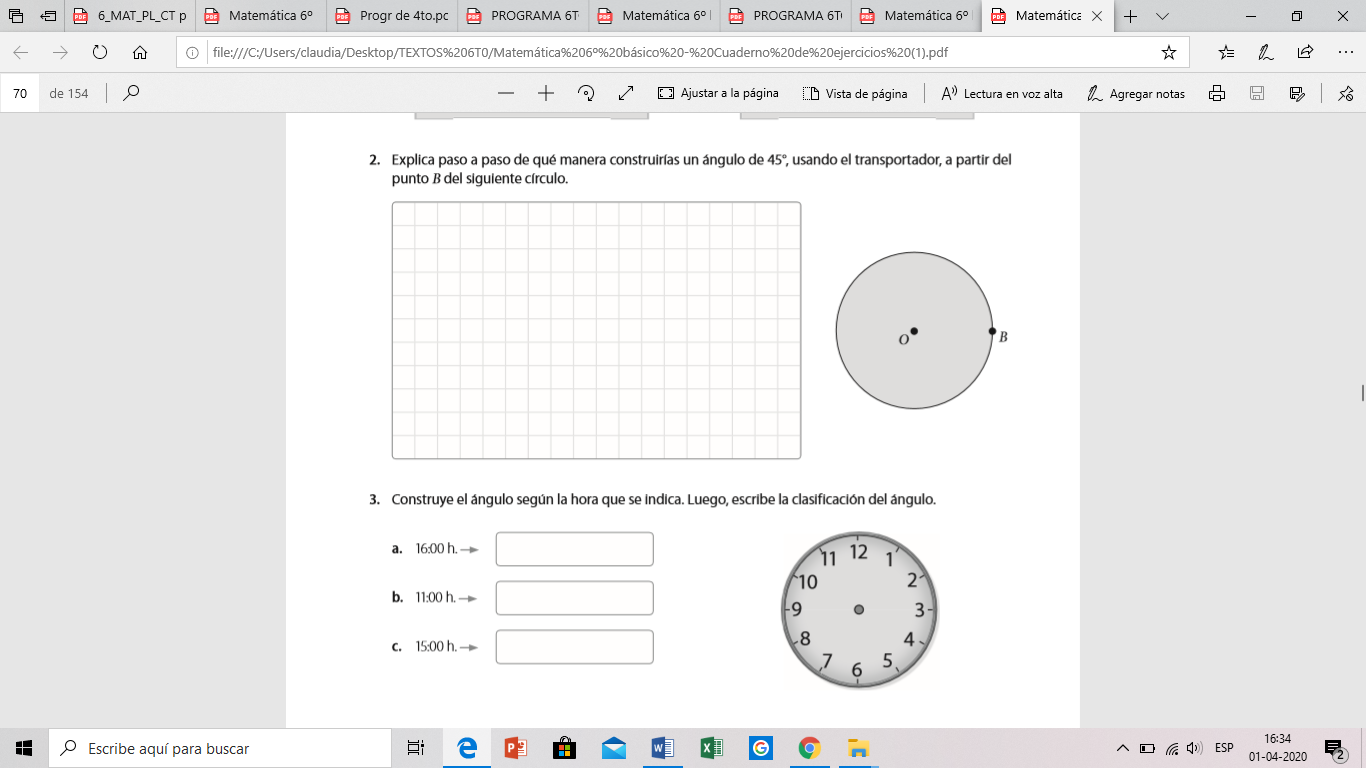 6_MAT_PL_CT p
Matemática 6º
Progr de 4to.pc
PROGRAMA 6T
Matemática 6º
PROGRAMA 6T
Matemática 6º
Matemática
file:///C:/Users/claudia/Desktop/TEXTOS%206T0/Matemática%206º%20básico%20-%20Cuaderno%20de%20ejercicios%20(1).pdf
70 de 154
Ajustar a la página
Vista de página
Lectura en voz alta
Agregar notas
2. Explica paso a paso de qué manera construirías un ángulo de 45°, usando el transportador, a partir del
punto B del siguiente círculo.
O
B
3. Construye el ángulo según la hora que se indica. Luego, escribe la clasificación del ángulo.
a. 16:00 h.
b. 11:00 h.
c. 15:00 h.
11 12 1
10 2
9 3
8 4
7 6 5
Escribe aquí para buscar
ESP
16:34
01-04-2020
2